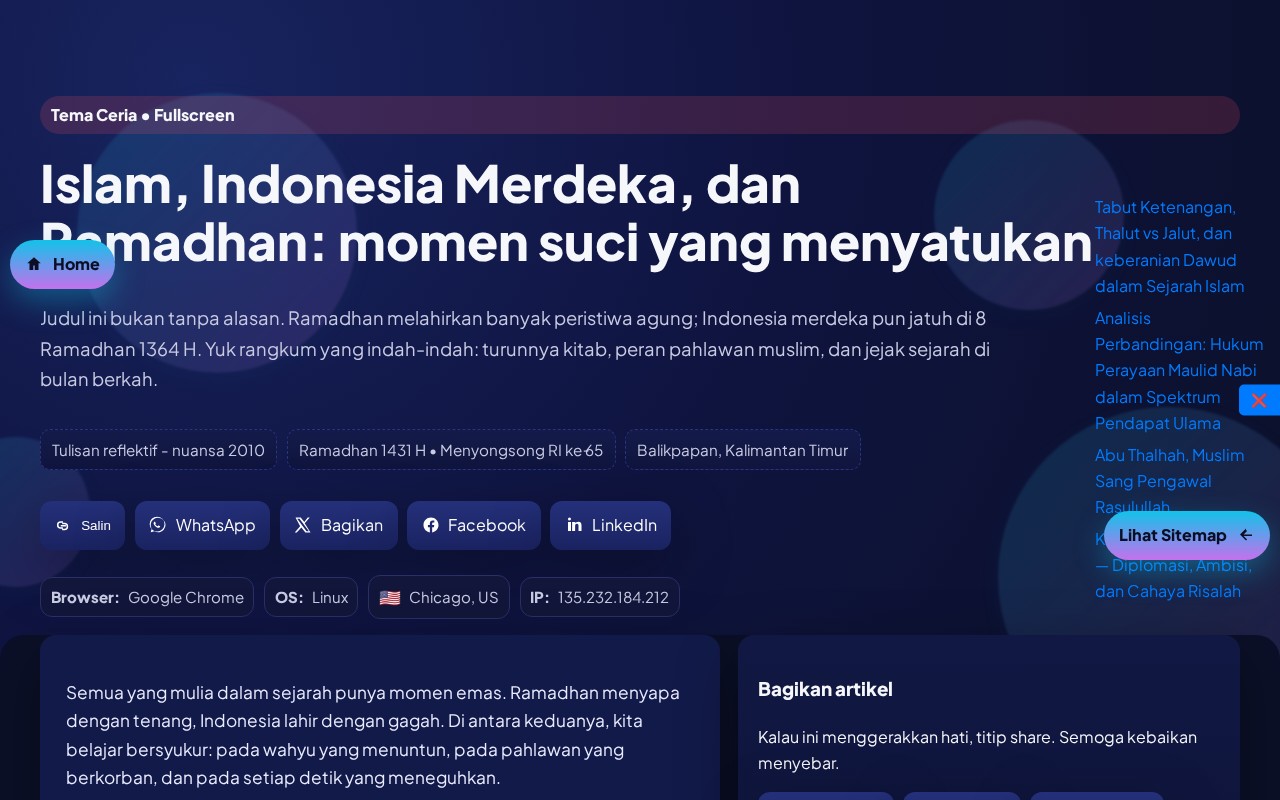 Tema Ceria ● Fullscreen
Islam, Indonesia Merdeka, dan
Ramadhan: momen suci yang menyatukan
Home
Judul ini bukan tanpa alasan. Ramadhan melahirkan banyak peristiwa agung; Indonesia merdeka pun jatuh di 8
Ramadhan 1364 H. Yuk rangkum yang indah-indah: turunnya kitab, peran pahlawan muslim, dan jejak sejarah di
bulan berkah.
Tulisan reflektif - nuansa 2010
Ramadhan 1431 H • Menyongsong RI ke-65
Balikpapan, Kalimantan Timur
Salin
WhatsApp
Bagikan
Facebook
LinkedIn
Browser: Google Chrome
OS: Linux
Chicago, US
IP: 135.232.184.212
Tabut Ketenangan,
Thalut vs Jalut, dan
keberanian Dawud
dalam Sejarah Islam
Analisis
Perbandingan: Hukum
Perayaan Maulid Nabi
dalam Spektrum
Pendapat Ulama
Abu Thalhah, Muslim
Sang Pengawal
Rasulullah
Lihat Sitemap
— Diplomasi, Ambisi,
dan Cahaya Risalah
Semua yang mulia dalam sejarah punya momen emas. Ramadhan menyapa
dengan tenang, Indonesia lahir dengan gagah. Di antara keduanya, kita
belajar bersyukur: pada wahyu yang menuntun, pada pahlawan yang
berkorban, dan pada setiap detik yang meneguhkan.
Bagikan artikel
Kalau ini menggerakkan hati, titip share. Semoga kebaikan
menyebar.